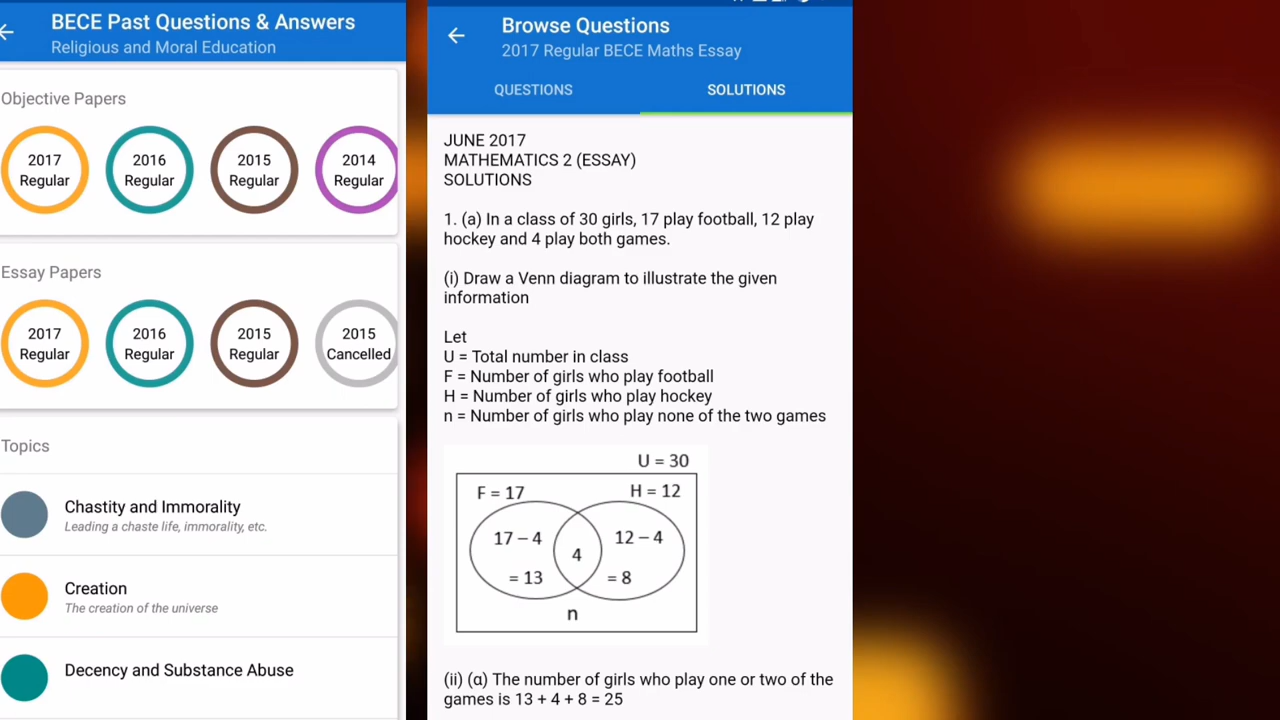 BECE Past Questions & Answers
Religious and Moral Education
Objective Papers
2017
Regular
2016
Regular
2015
Regular
2014
Regular
Essay Papers
2017
Regular
2016
Regular
2015
Regular
2015
Cancelled
Topics
Chastity and Immorality
Leading a chaste life, immorality, etc.
Creation
The creation of the universe
Decency and Substance Abuse
Browse Questions
2017 Regular BECE Maths Essay
QUESTIONS
SOLUTIONS
JUNE 2017
MATHEMATICS 2 (ESSAY)
SOLUTIONS
1. (a) In a class of 30 girls, 17 play football, 12 play
hockey and 4 play both games.
(i) Draw a Venn diagram to illustrate the given
information
Let
U = Total number in class
F = Number of girls who play football
H = Number of girls who play hockey
n = Number of girls who play none of the two games
U = 30
F = 17
H = 12
17 – 4
= 13
4
12 – 4
= 8
n
(ii) (α) The number of girls who play one or two of the
games is 13 + 4 + 8 = 25